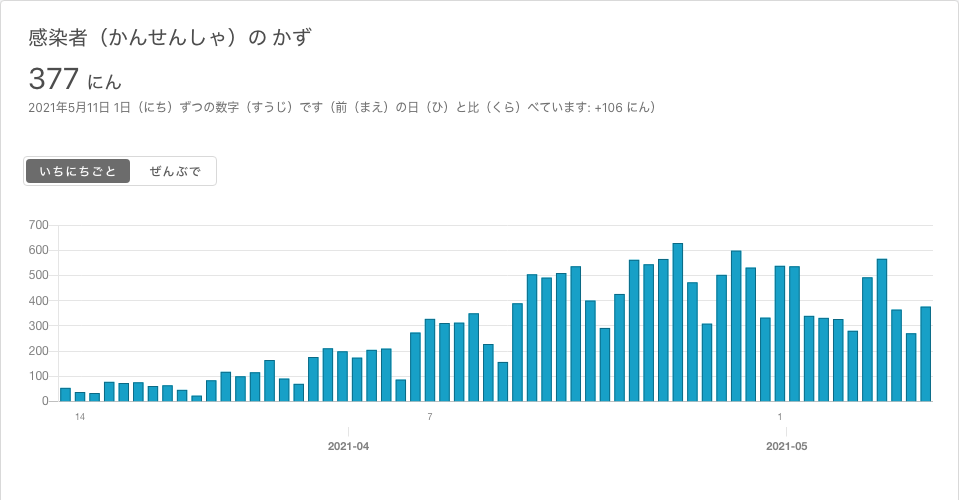 感染者（かんせんしゃ）の かず
377 にん
2021年5月11日 1日（にち）ずつの数字（すうじ）です（前（まえ）の日（ひ）と比（くら）べています: +106 にん）
いちにちごと ぜんぶで
700
600
500
400
300
200
100
0
14 7 1
2021-04 2021-05